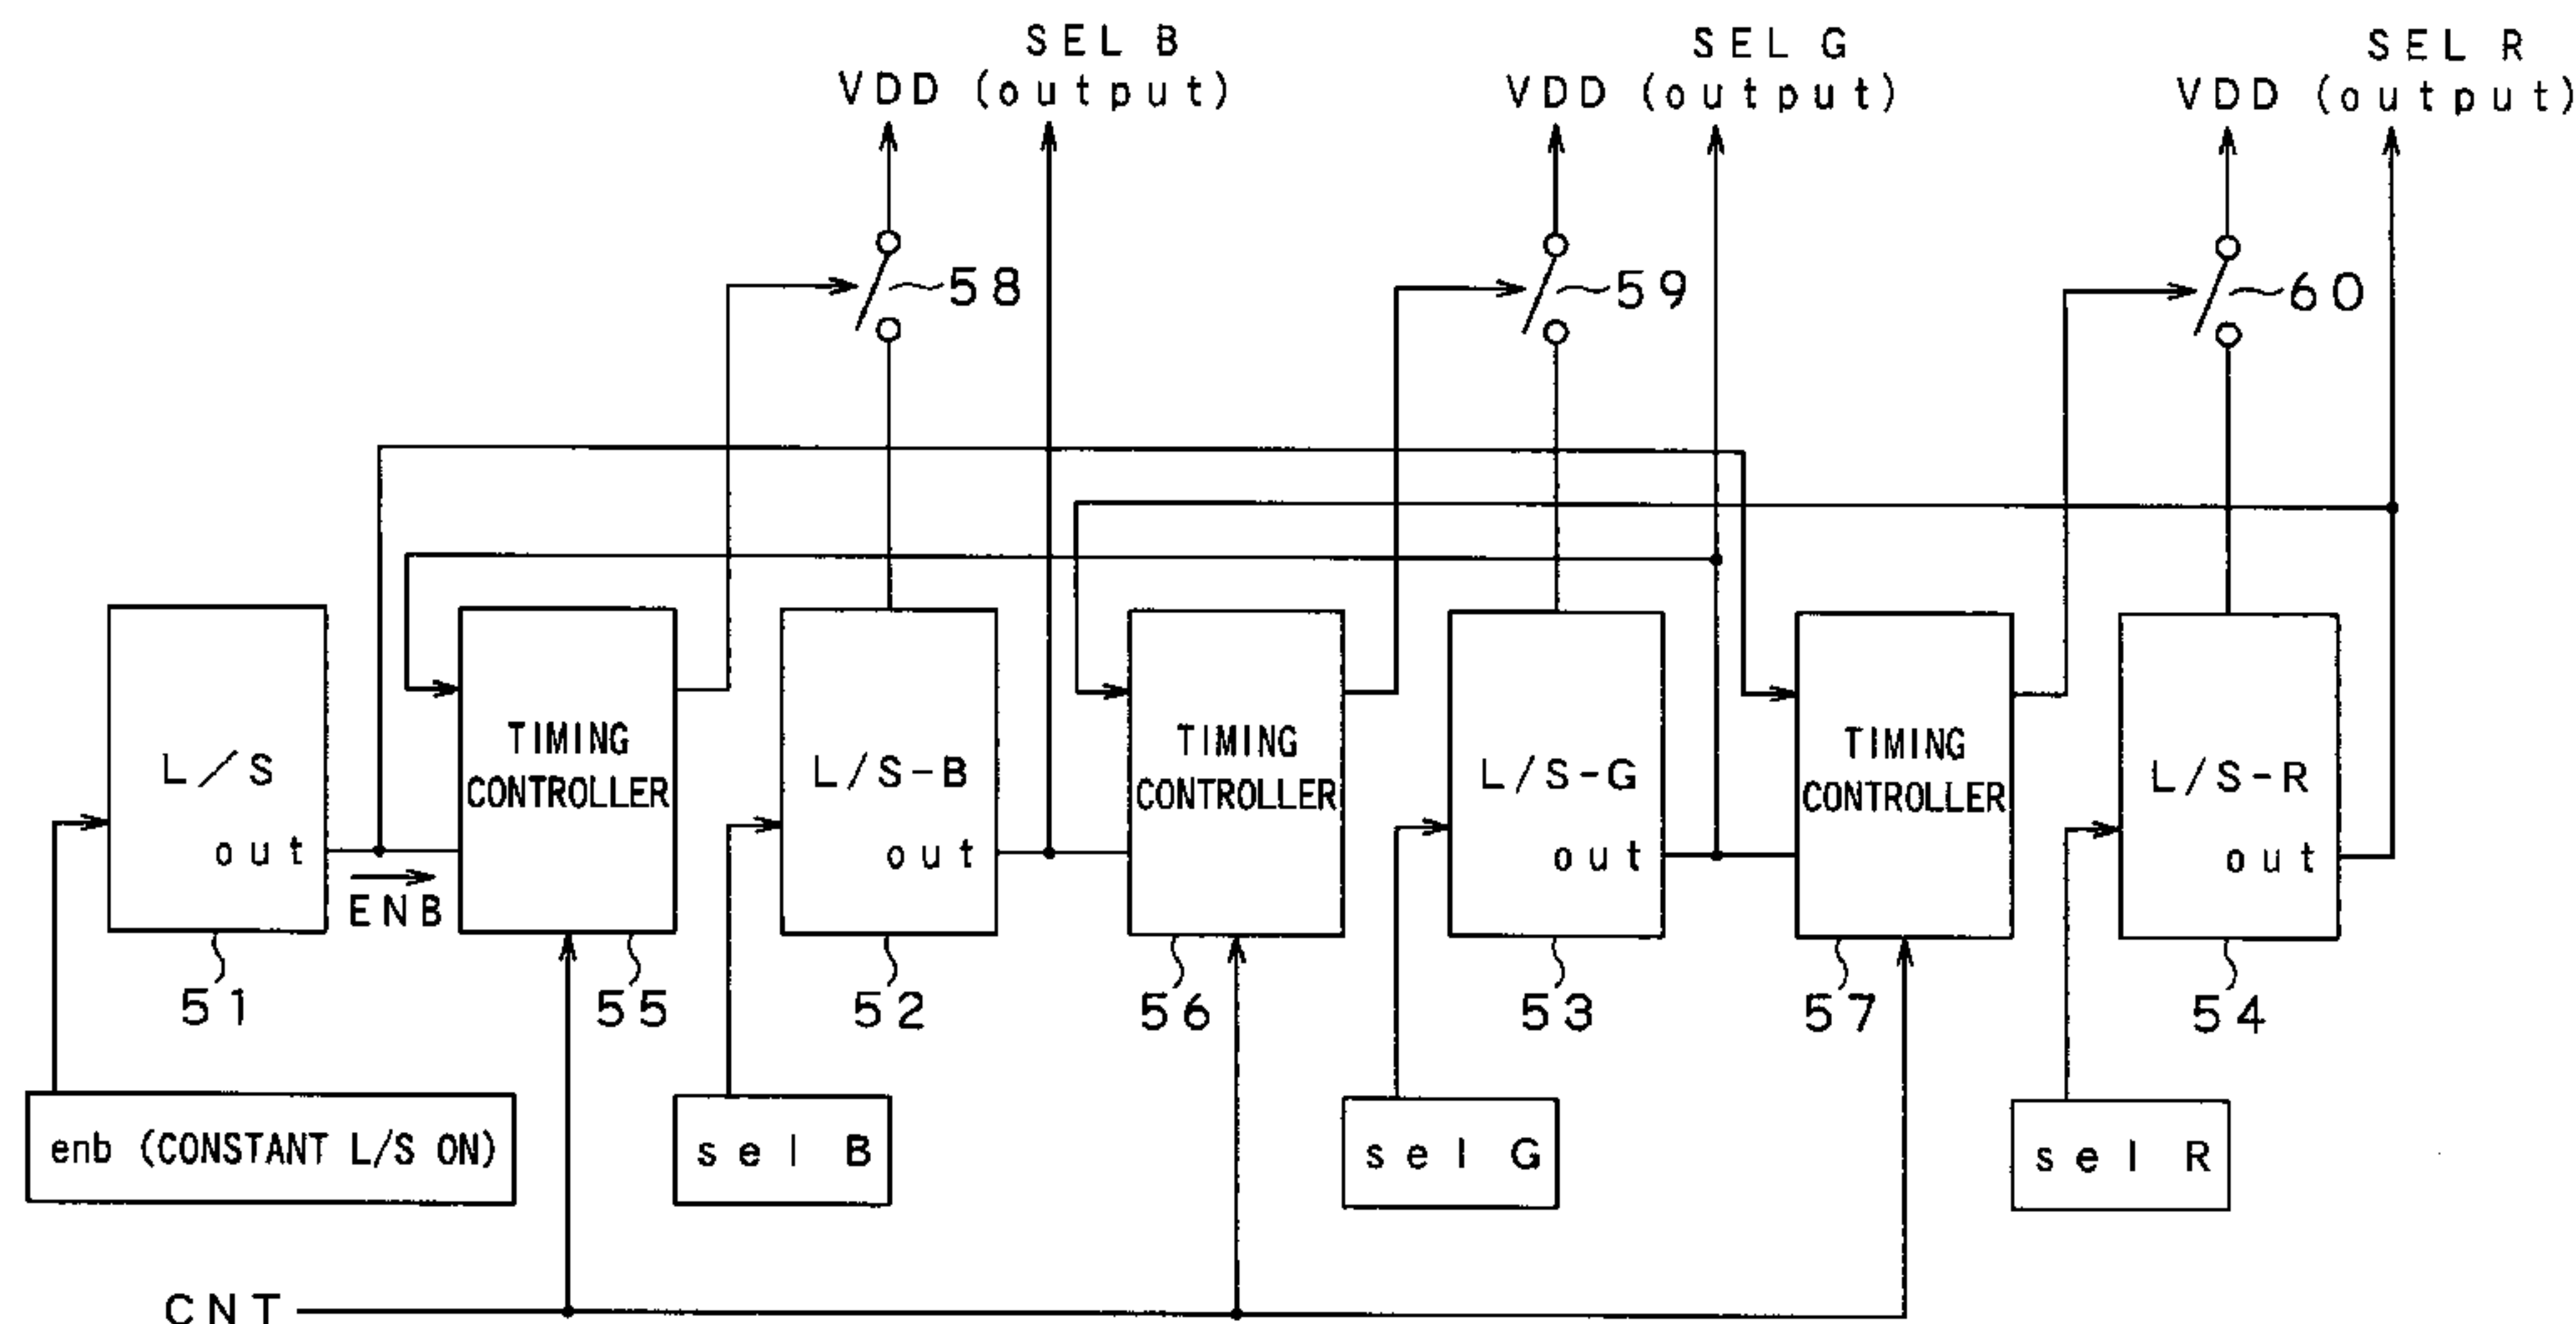 SEL B
VDD (output)
SEL G
VDD (output)
SEL R
VDD (output)
58
59
60
L/S
out
ENB
TIMING
CONTROLLER
L/S-B
out
TIMING
CONTROLLER
L/S-G
out
TIMING
CONTROLLER
L/S-R
out
51
55
52
56
53
57
54
enb (CONSTANT L/S ON)
sel B
sel G
sel R
CNT